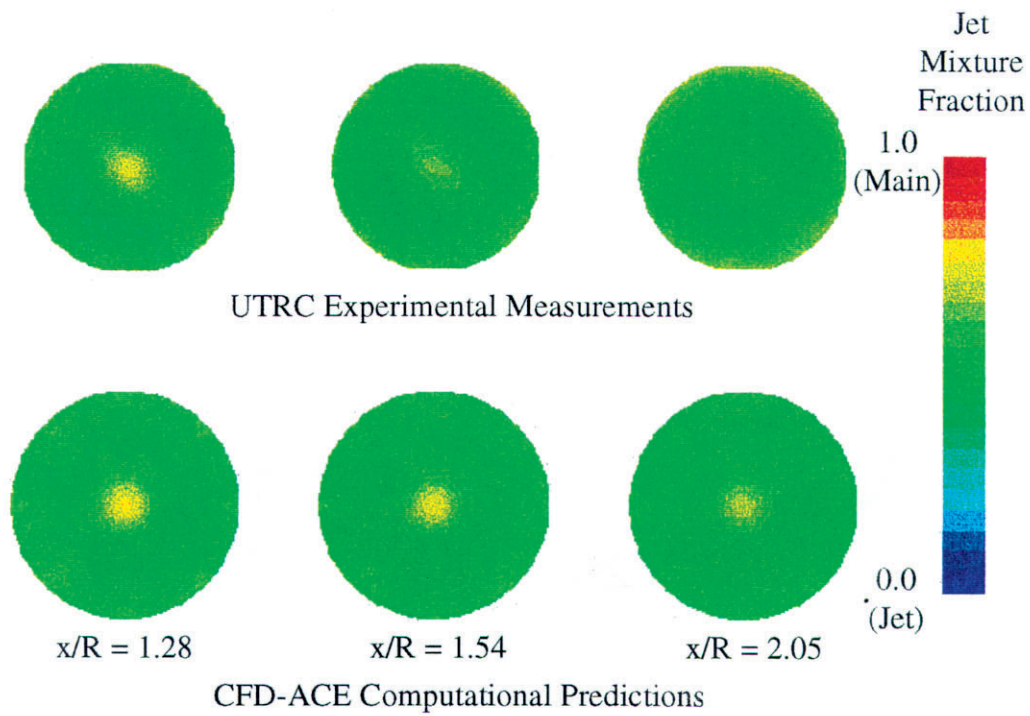 Jet
Mixture
Fraction
1.0
(Main)
UTRC Experimental Measurements
0.0
(Jet)
x/R = 1.28
x/R = 1.54
x/R = 2.05
CFD-ACE Computational Predictions